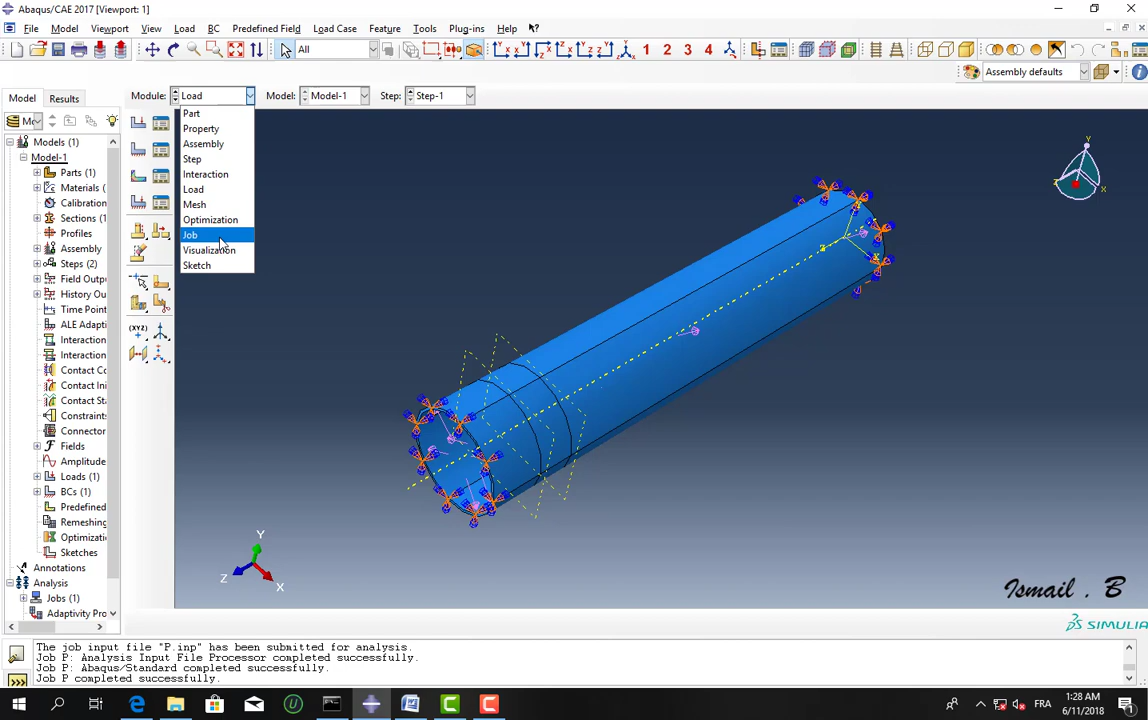 Abaqus/CAE 2017 [Viewport: 1]
File Model Viewport View Load BC Predefined Field Load Case Feature Tools Plug-ins Help
All 1 2 3 4
Assembly defaults
Model Results Module: Load Model: Model-1 Step: Step-1
Part
Property
Assembly
Step
Interaction
Load
Mesh
Optimization
Job
Visualization
Sketch
Models (1)
Model-1
Parts (1)
Materials (
Calibration
Sections (
Profiles
Assembly
Steps (2)
Field Outp
History Ou
Time Point
ALE Adapti
Interaction
Interaction
Contact Co
Contact Ini
Contact Sta
Constraints
Connector
Fields
Amplitude
Loads (1)
BCs (1)
Predefined
Remeshing
Optimizatio
Sketches
Annotations
Analysis
Jobs (1)
Adaptivity Pro
Y
Z
X
Y
Z
X
Ismail . B
SIMULIA
The job input file "P.inp" has been submitted for analysis.
Job P: Analysis Input File Processor completed successfully.
Job P: Abaqus/Standard completed successfully.
Job P completed successfully.
FRA
1:28 AM
6/11/2018